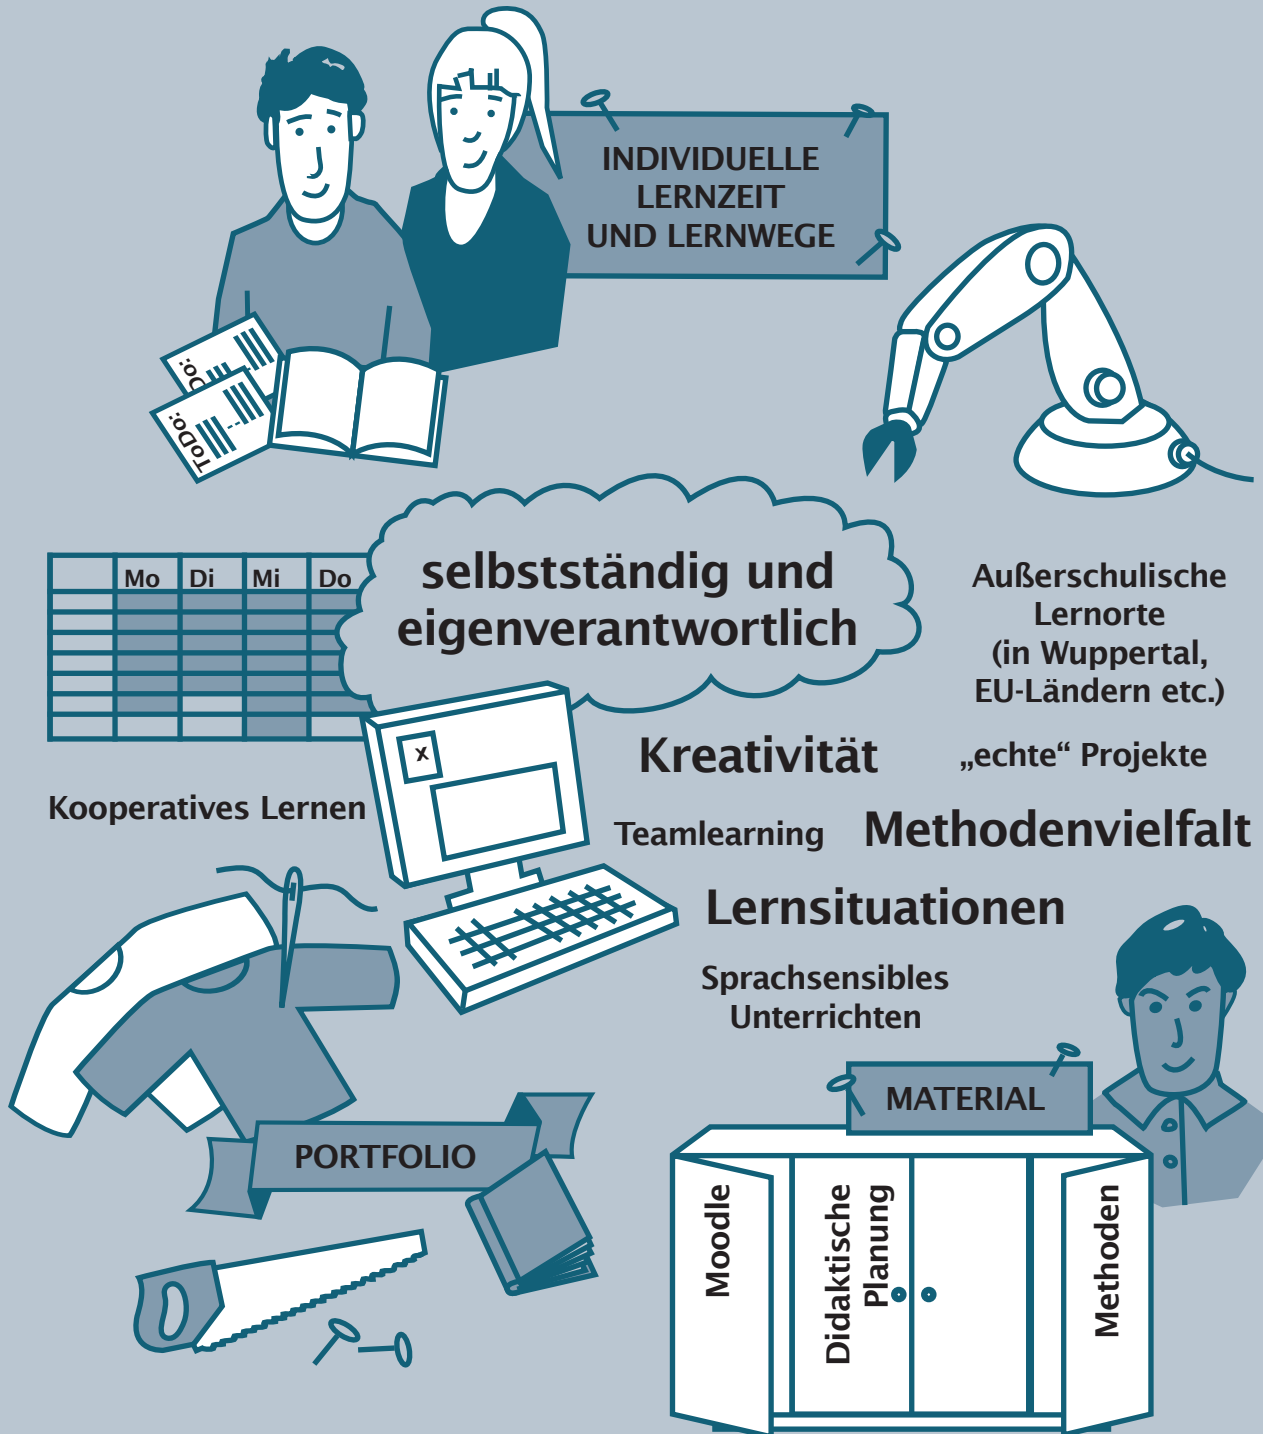 INDIVIDUELLE
LERNZEIT
UND LERNWEGE
ToDo:
ToDo:
Mo Di Mi Do
selbstständig und
eigenverantwortlich
Außerschulische
Lernorte
(in Wuppertal,
EU-Ländern etc.)
x
Kreativität
„echte“ Projekte
Kooperatives Lernen
Teamlearning
Methodenvielfalt
Lernsituationen
Sprachsensibles
Unterrichten
MATERIAL
PORTFOLIO
Moodle
Didaktische
Planung
Methoden